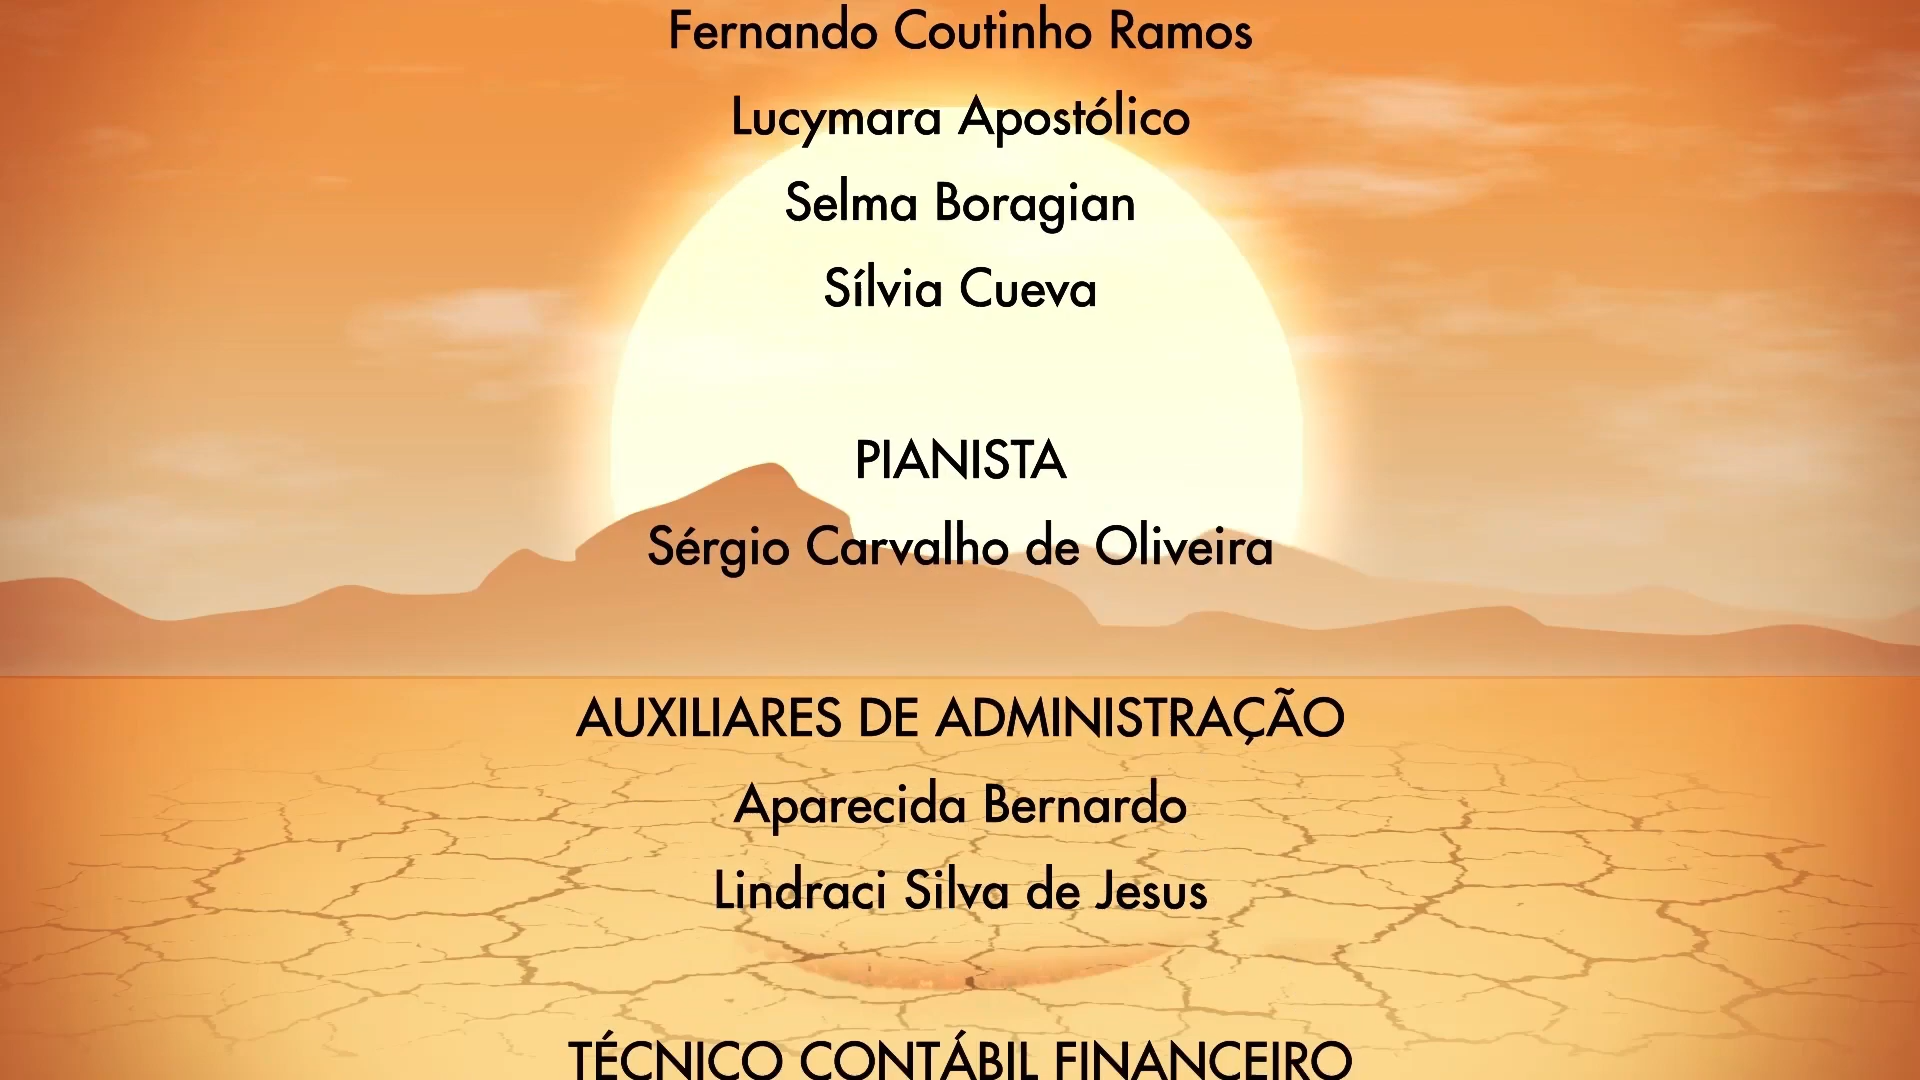 Fernando Coutinho Ramos
Lucymara Apostólico
Selma Boragian
Sílvia Cueva
PIANISTA
Sérgio Carvalho de Oliveira
AUXILIARES DE ADMINISTRAÇÃO
Aparecida Bernardo
Lindraci Silva de Jesus
TÉCNICO CONTÁBIL FINANCEIRO